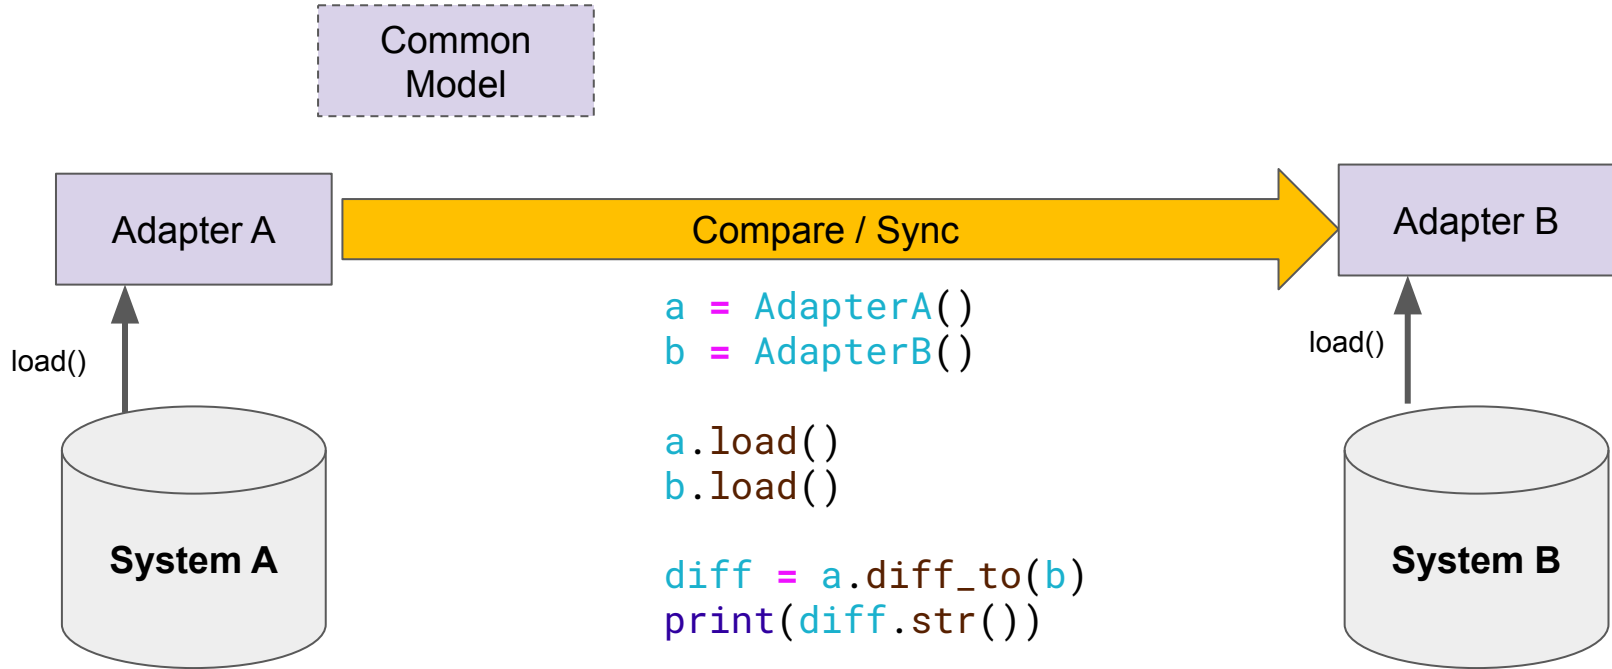 Common
Model
Adapter A
Compare / Sync
Adapter B
a = AdapterA()
b = AdapterB()
load()
load()
a.load()
b.load()
System A
System B
diff = a.diff_to(b)
print(diff.str())